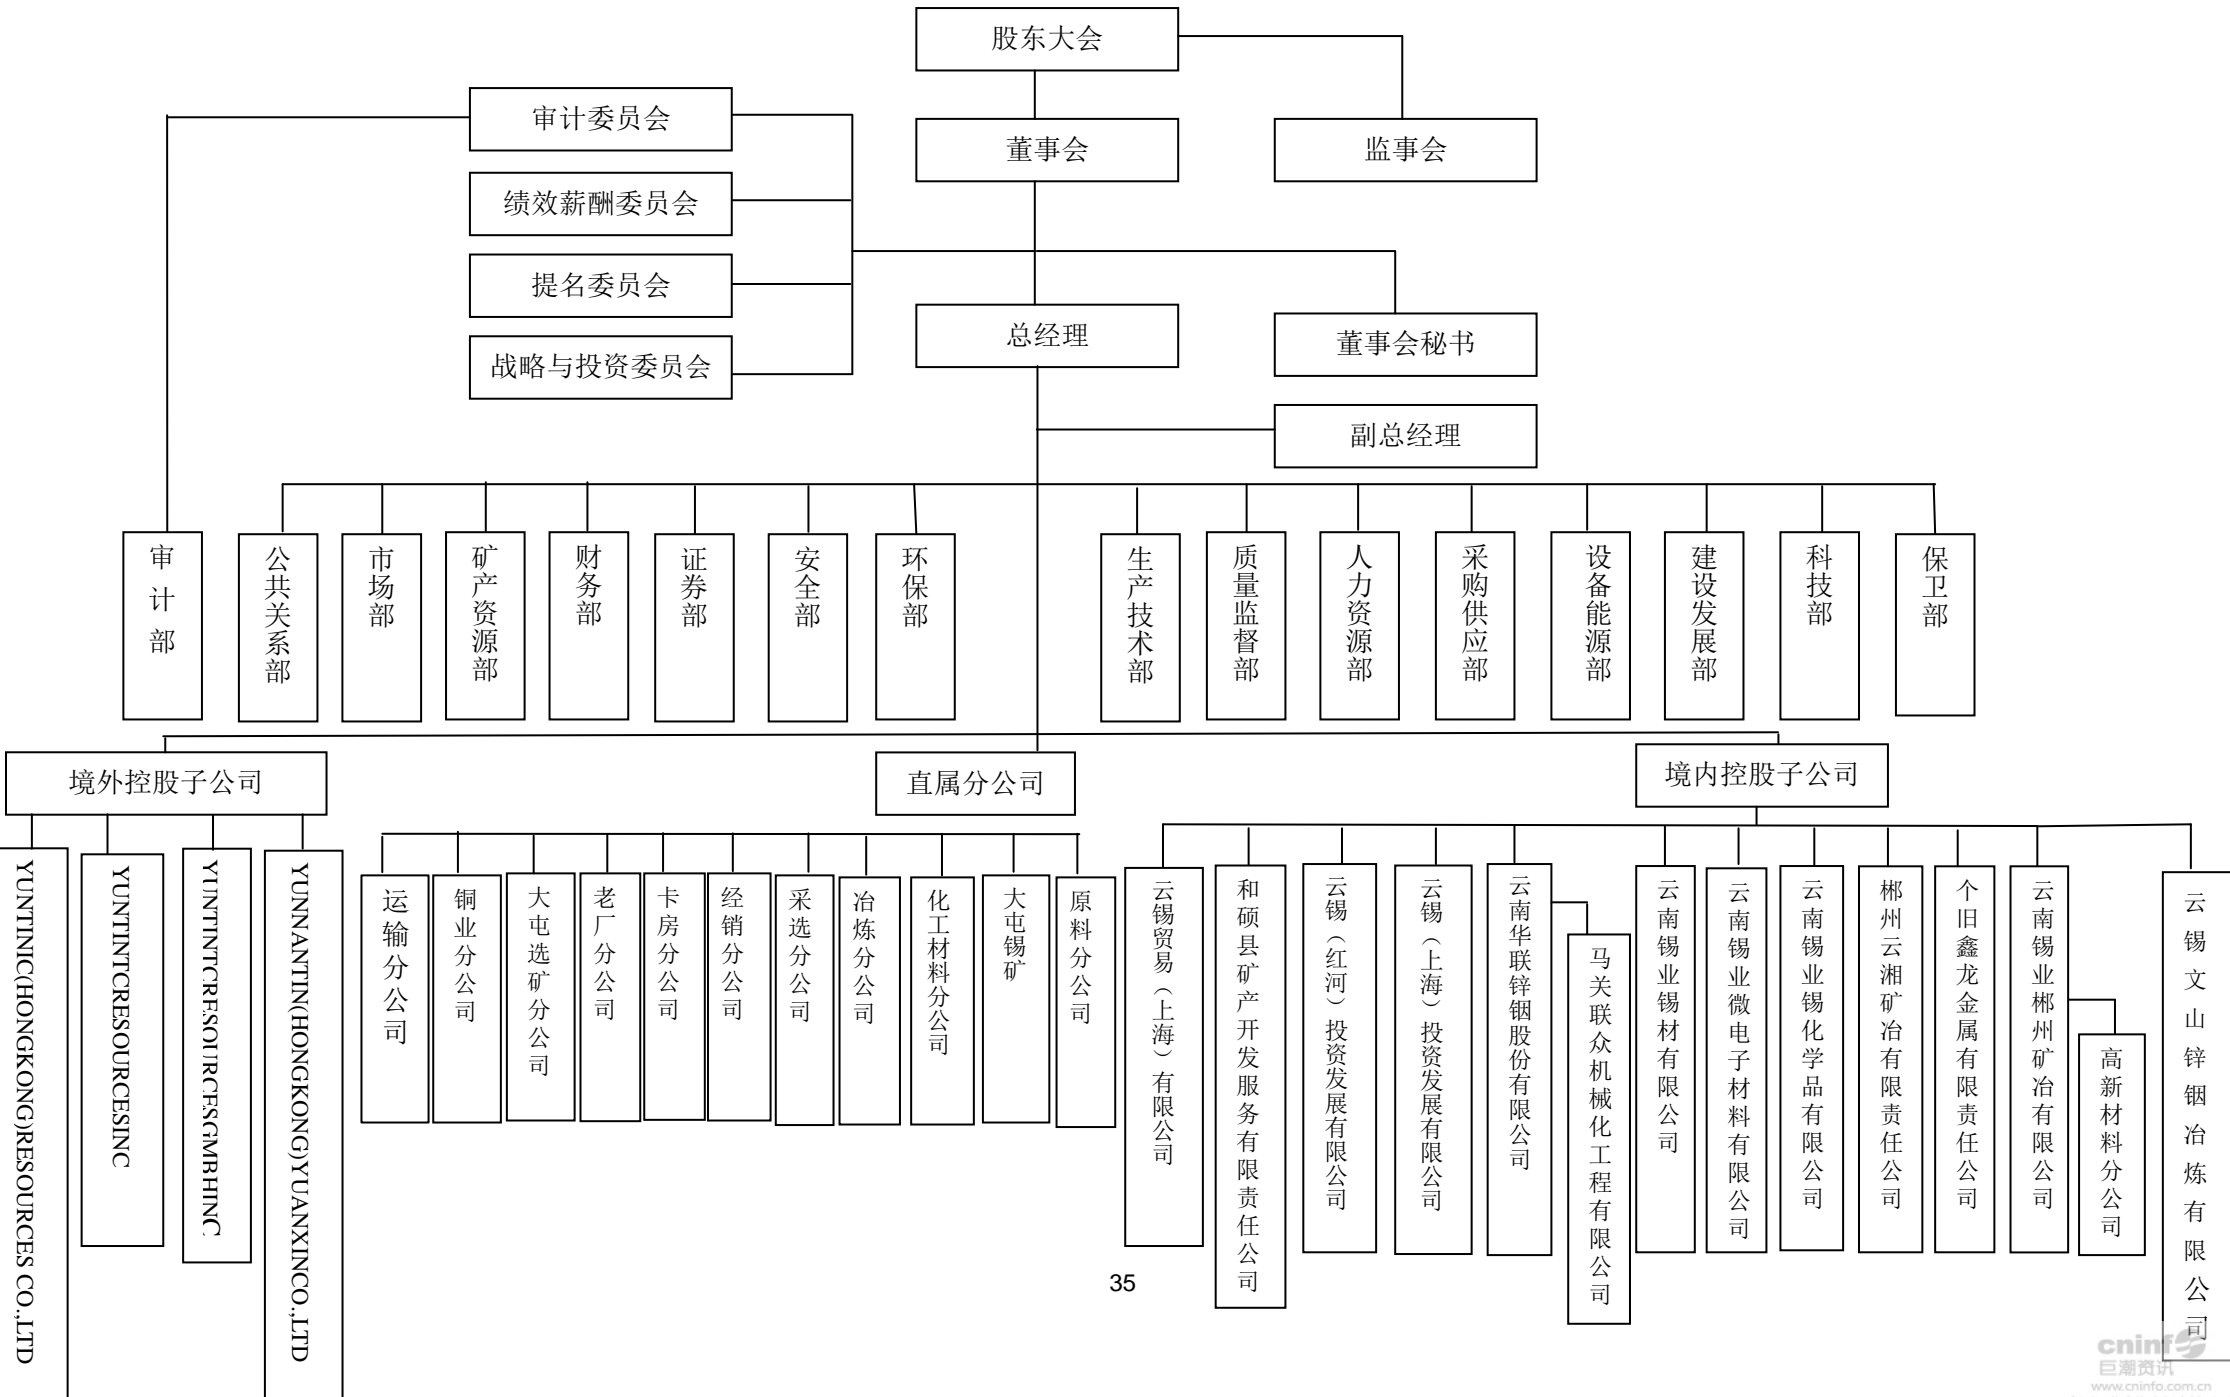 股东大会
审计委员会
董事会
监事会
绩效薪酬委员会
提名委员会
总经理
董事会秘书
战略与投资委员会
副总经理
审计部
公共关系部
市场部
矿产资源部
财务部
证券部
安全部
环保部
生产技术部
质量监督部
人力资源部
采购供应部
设备能源部
建设发展部
科技部
保卫部
境外控股子公司
直属分公司
境内控股子公司
YUNTINIC(HONGKONG)RESOURCES CO.,LTD
YUNTINTCRESOURCESINC
YUNTINTCRESOURCESGMBHINC
YUNNANTIN(HONGKONG)YUANXINCO.,LTD
运输分公司
铜业分公司
大屯选矿分公司
老厂分公司
卡房分公司
经销分公司
采选分公司
冶炼分公司
化工材料分公司
大屯锡矿
原料分公司
云锡贸易（上海）有限公司
和硕县矿产开发服务有限责任公司
云锡（红河）投资发展有限公司
云锡（上海）投资发展有限公司
云南华联锌铟股份有限公司
马关联众机械化工程有限公司
云南锡业锡材有限公司
云南锡业微电子材料有限公司
云南锡业锡化学品有限公司
郴州云湘矿冶有限责任公司
个旧鑫龙金属有限责任公司
云南锡业郴州矿冶有限公司
高新材料分公司
云锡文山锌铟冶炼有限公司
35
cninf
巨潮资讯
www.cninfo.com.cn